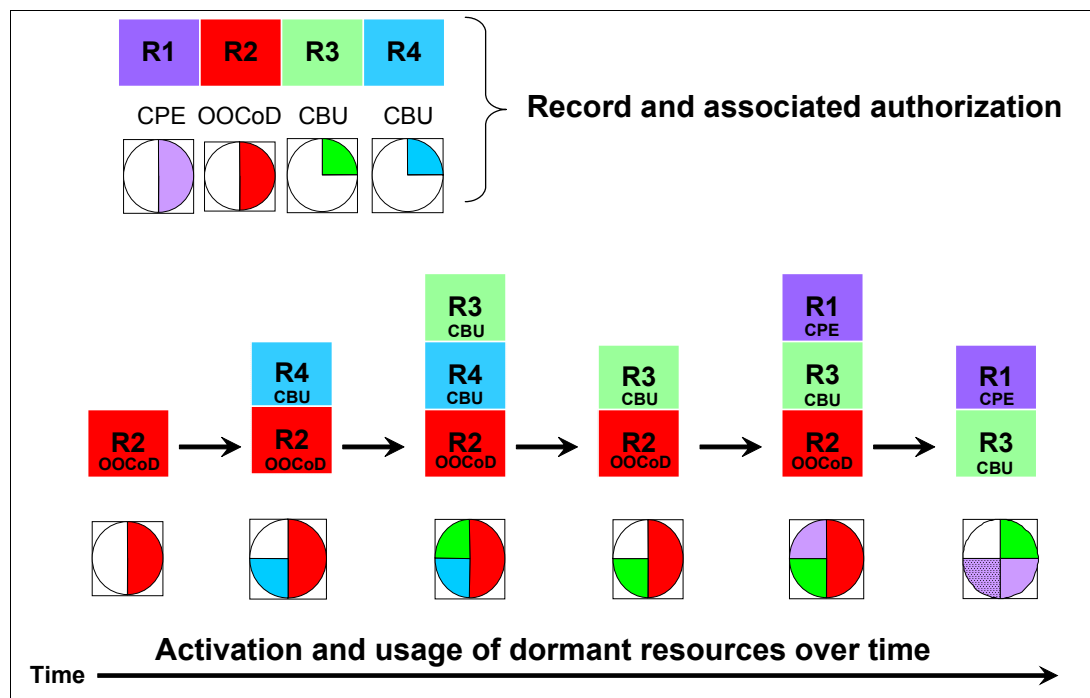 R1 R2 R3 R4
CPE OOCoD CBU CBU
Record and associated authorization
R2
OOCoD
R4
CBU
R2
OOCoD
R3
CBU
R4
CBU
R2
OOCoD
R3
CBU
R2
OOCoD
R1
CPE
R3
CBU
R2
OOCoD
R1
CPE
R3
CBU
Activation and usage of dormant resources over time
Time